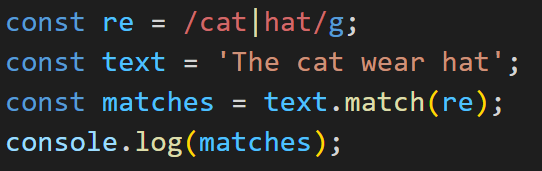 const re = /cat|hat/g;
const text = 'The cat wear hat';
const matches = text.match(re);
console.log(matches);